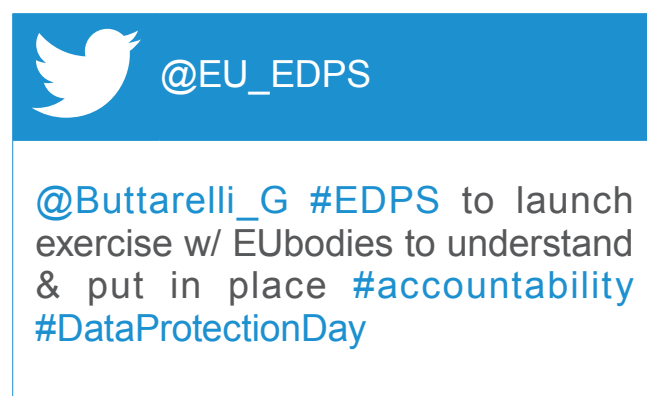 @EU_EDPS
@Buttarelli_G #EDPS to launch
exercise w/ EUbodies to understand
& put in place #accountability
#DataProtectionDay